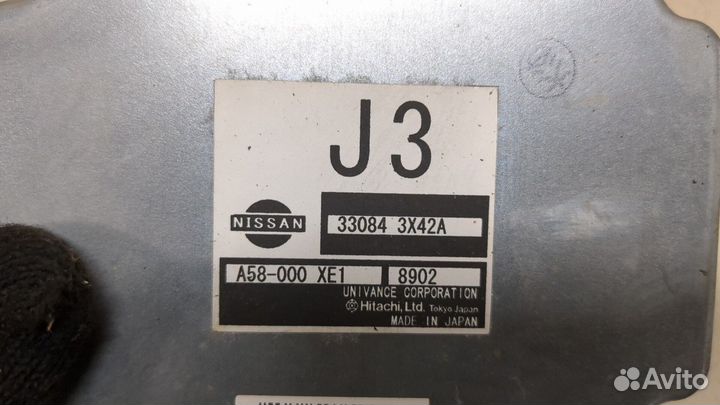 J3
NISSAN
33084 3X42A
A58-000 XE1 8902
UNIVANCE CORPORATION
Hitachi, Ltd. Tokyo Japan
MADE IN JAPAN
Avito